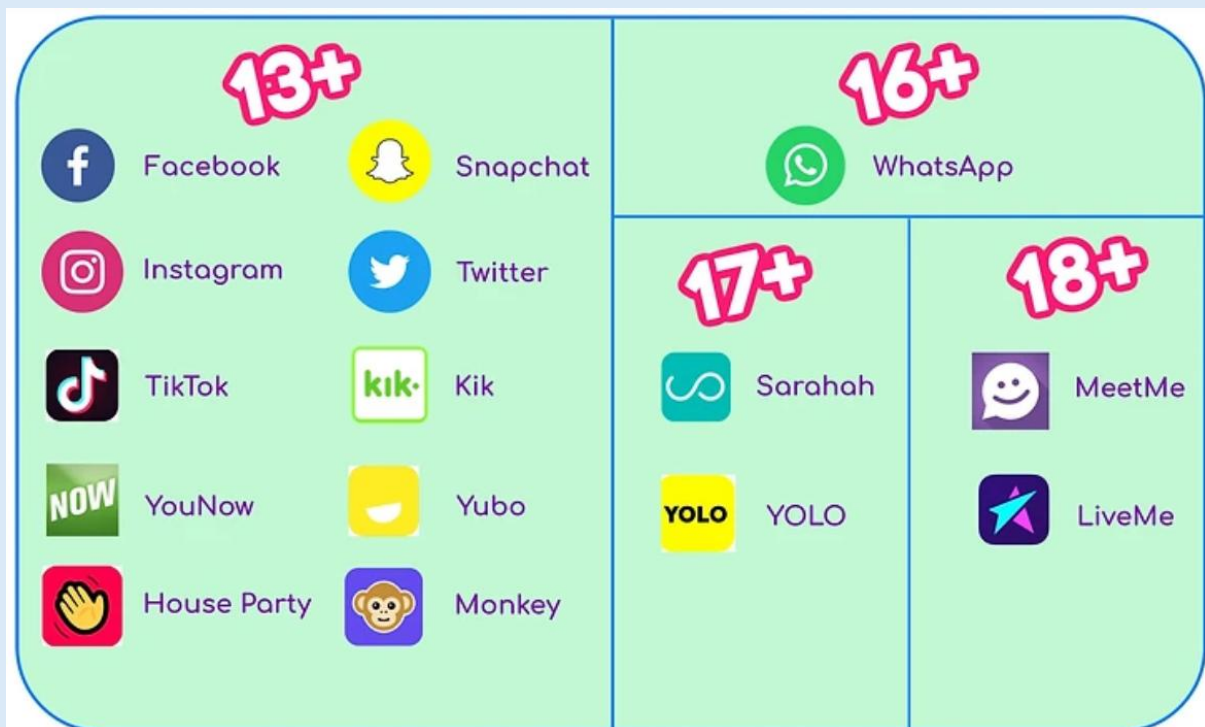 13+
Facebook
Snapchat
Instagram
Twitter
TikTok
kik.
Kik
NOW
YouNow
Yubo
House Party
Monkey
16+
WhatsApp
17+
Sarahah
YOLO
YOLO
18+
MeetMe
LiveMe